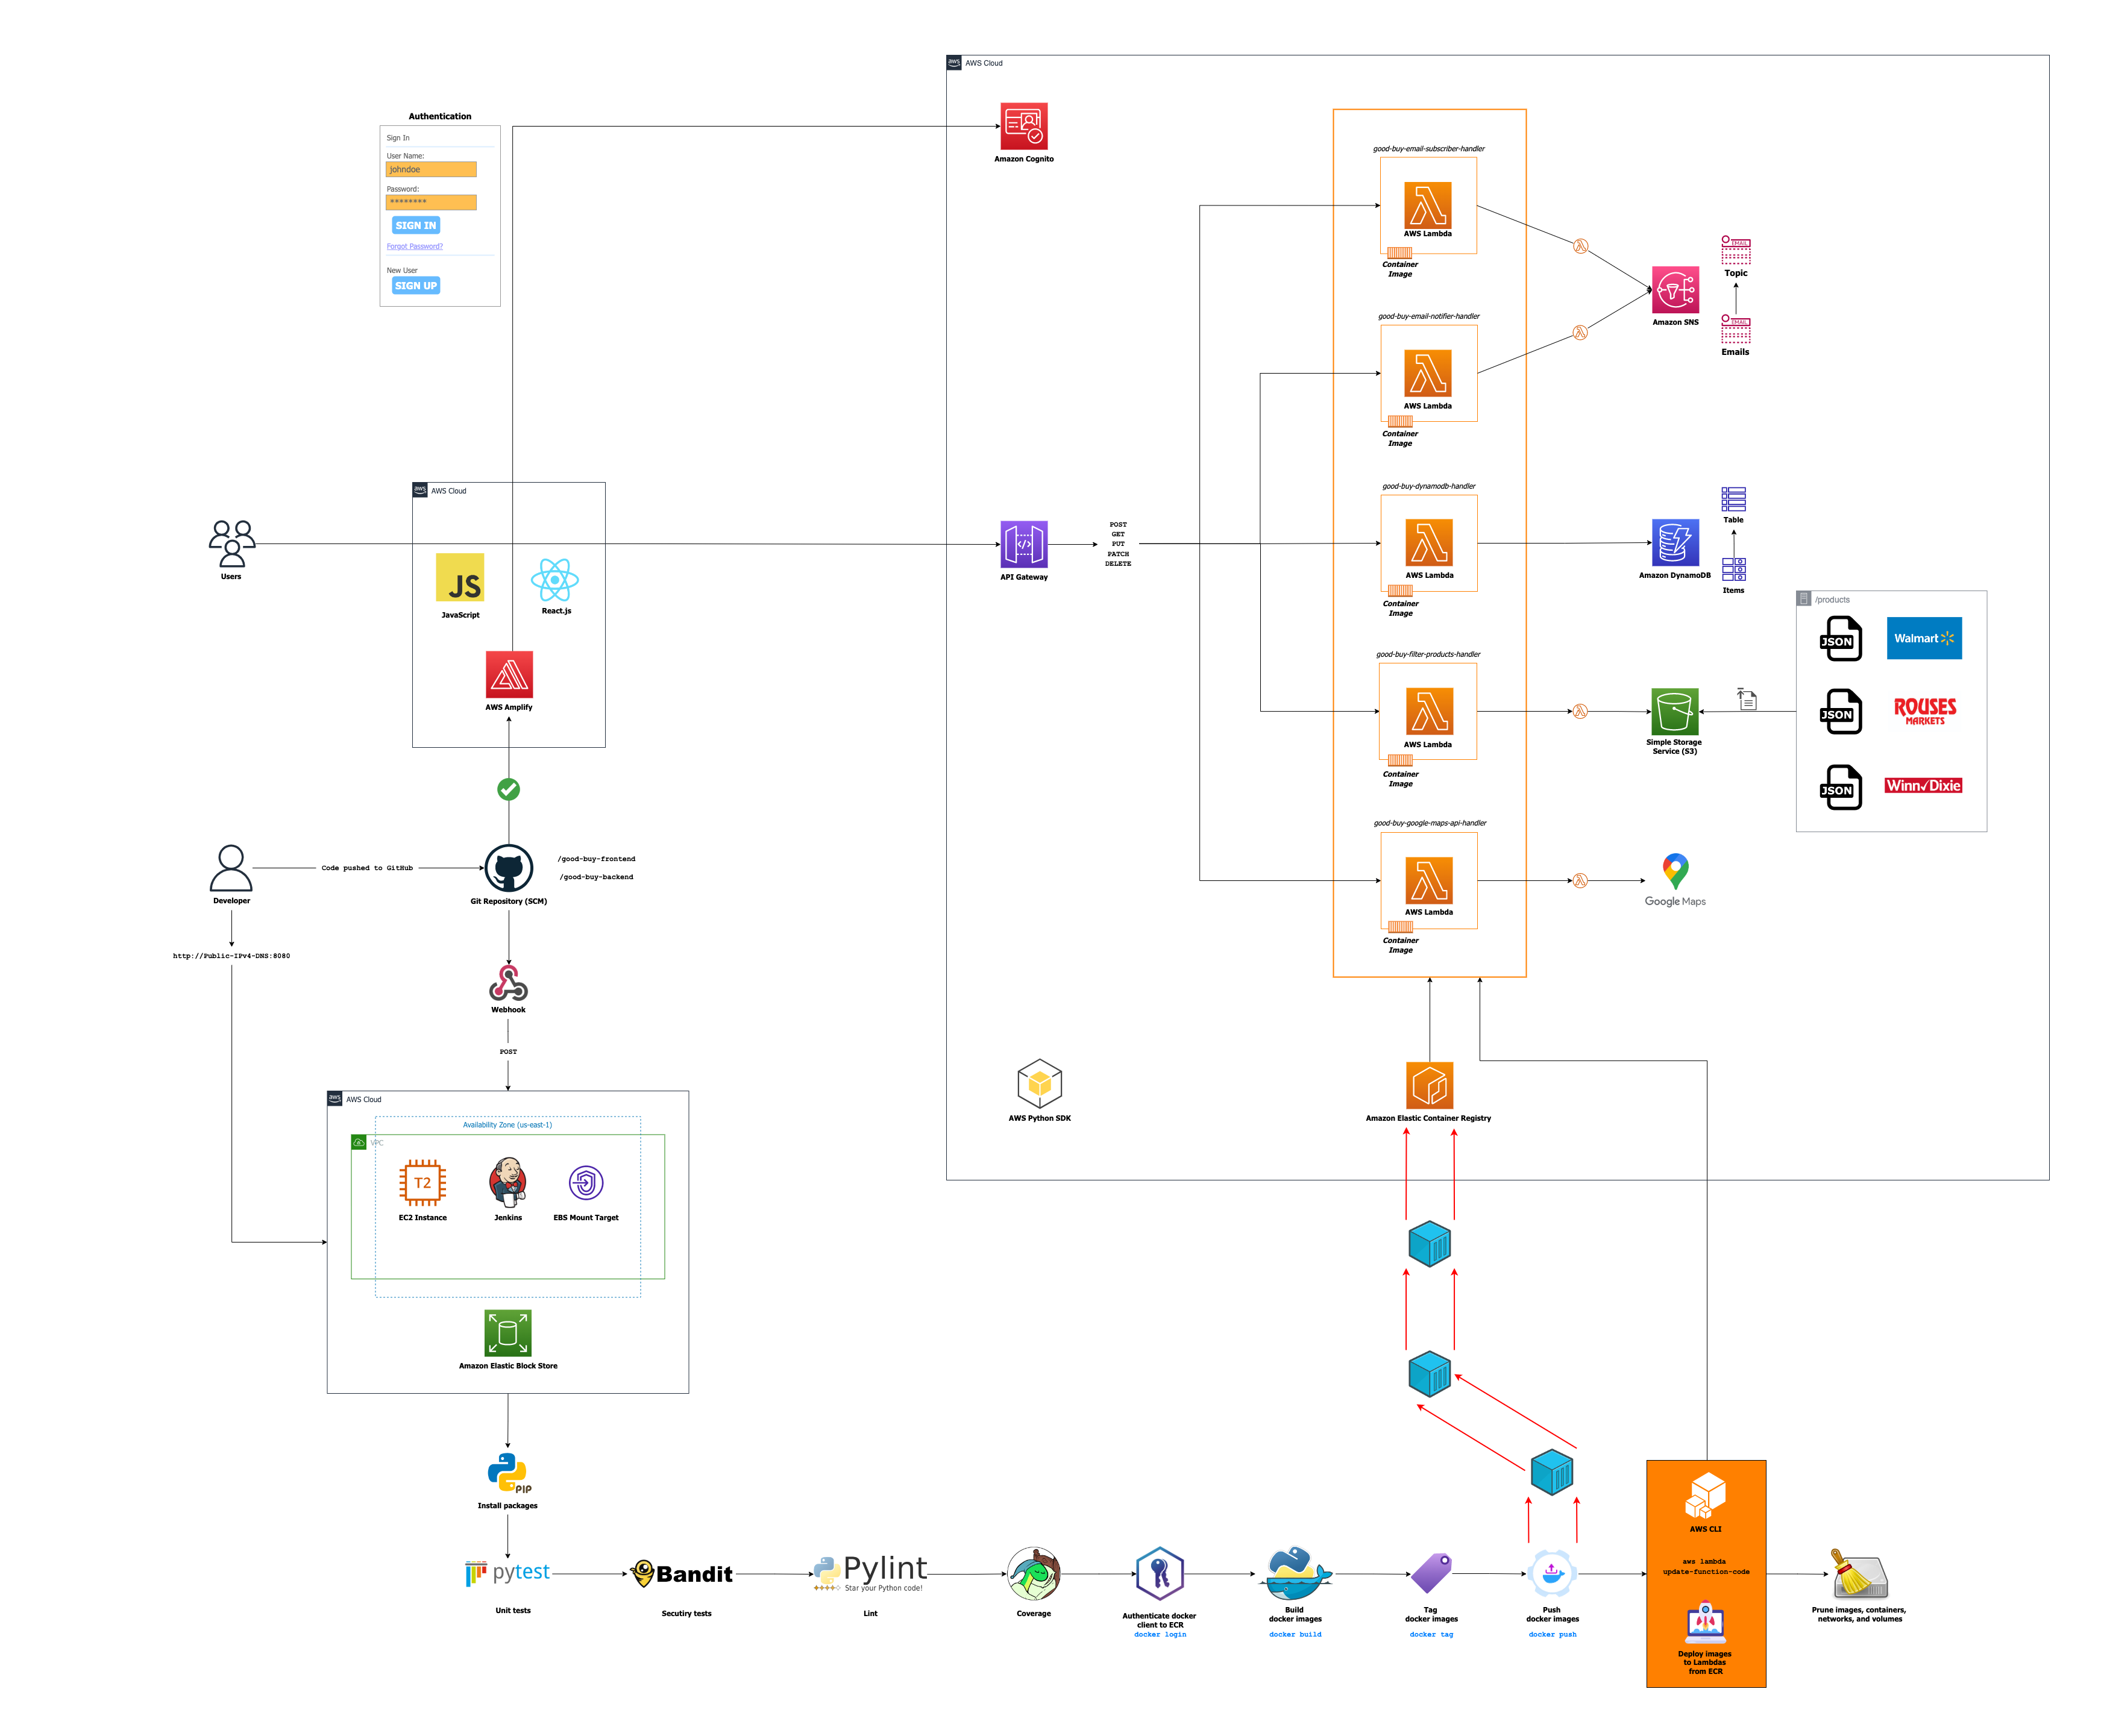 aws
AWS Cloud
Authentication
Sign In
User Name:
johndoe
Password:
********
SIGN IN
Forgot Password?
New User
SIGN UP
Amazon Cognito
good-buy-email-subscriber-handler
AWS Lambda
Container
Image
EMAIL
Topic
EMAIL
Emails
Amazon SNS
good-buy-email-notifier-handler
AWS Lambda
Container
Image
aws
AWS Cloud
Users
JS
JavaScript
React.js
AWS Amplify
API Gateway
POST
GET
PUT
PATCH
DELETE
good-buy-dynamodb-handler
AWS Lambda
Container
Image
Amazon DynamoDB
Table
Items
good-buy-filter-products-handler
AWS Lambda
Container
Image
Simple Storage
Service (S3)
/products
JSON
Walmart
JSON
ROUSES
MARKETS
JSON
Winn Dixie
good-buy-google-maps-api-handler
AWS Lambda
Container
Image
Google Maps
Developer
Code pushed to GitHub
Git Repository (SCM)
/good-buy-frontend
/good-buy-backend
http://Public-IPv4-DNS:8080
Webhook
POST
aws
AWS Cloud
Availability Zone (us-east-1)
VPC
T2
EC2 Instance
Jenkins
EBS Mount Target
Amazon Elastic Block Store
AWS Python SDK
Amazon Elastic Container Registry
PIP
Install packages
pytest
Unit tests
Bandit
Secutiry tests
Pylint
Star your Python code!
Lint
Coverage
Authenticate docker
client to ECR
docker login
Build
docker images
docker build
Tag
docker images
docker tag
Push
docker images
docker push
AWS CLI
aws lambda
update-function-code
Deploy images
to Lambdas
from ECR
Prune images, containers,
networks, and volumes